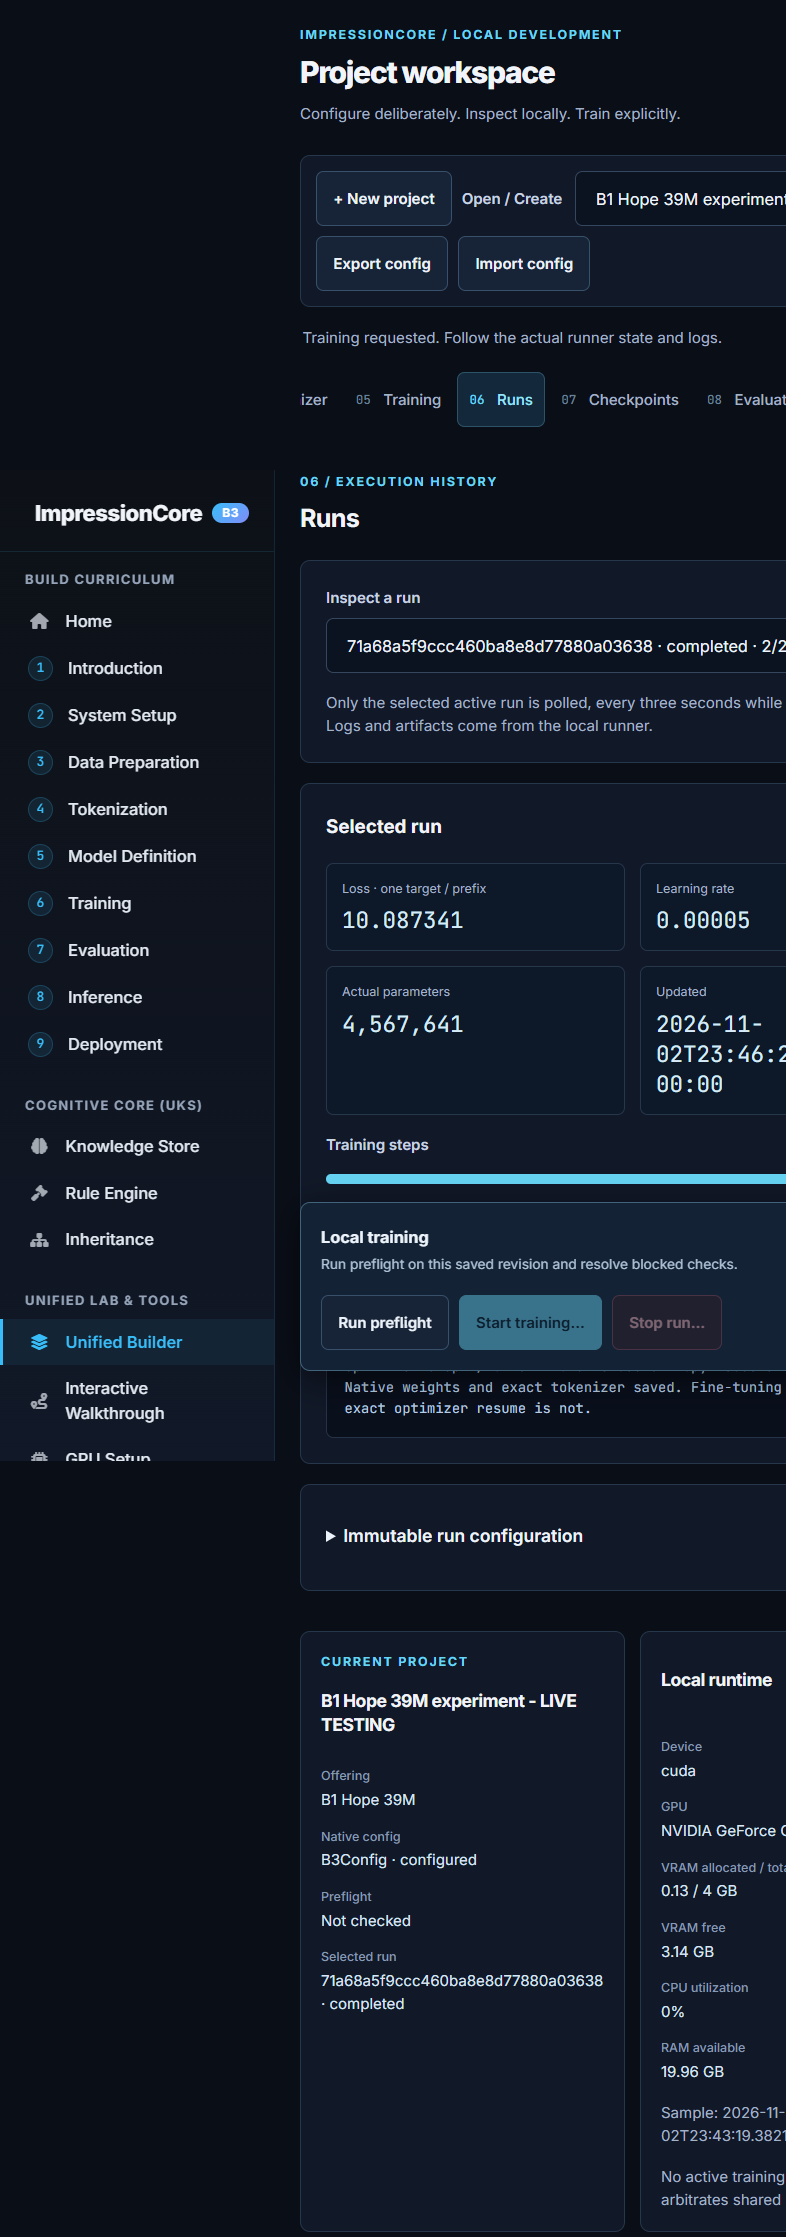 IMPRESSIONCORE / LOCAL DEVELOPMENT
Project workspace
Configure deliberately. Inspect locally. Train explicitly.
+ New project
Open / Create
B1 Hope 39M experiment
Export config
Import config
Training requested. Follow the actual runner state and logs.
izer
05 Training
06 Runs
07 Checkpoints
08 Evaluat
ImpressionCore B3
BUILD CURRICULUM
Home
1 Introduction
2 System Setup
3 Data Preparation
4 Tokenization
5 Model Definition
6 Training
7 Evaluation
8 Inference
9 Deployment
COGNITIVE CORE (UKS)
Knowledge Store
Rule Engine
Inheritance
UNIFIED LAB & TOOLS
Unified Builder
Interactive
Walkthrough
GPU Setup
06 / EXECUTION HISTORY
Runs
Inspect a run
71a68a5f9ccc460ba8e8d77880a03638 · completed · 2/2
Only the selected active run is polled, every three seconds while
Logs and artifacts come from the local runner.
Selected run
Loss · one target / prefix
10.087341
Learning rate
0.00005
Actual parameters
4,567,641
Updated
2026-11-
02T23:46:2
00:00
Training steps
Local training
Run preflight on this saved revision and resolve blocked checks.
Run preflight
Start training...
Stop run...
Native weights and exact tokenizer saved. Fine-tuning
exact optimizer resume is not.
Immutable run configuration
CURRENT PROJECT
B1 Hope 39M experiment - LIVE
TESTING
Offering
B1 Hope 39M
Native config
B3Config · configured
Preflight
Not checked
Selected run
71a68a5f9ccc460ba8e8d77880a03638
· completed
Local runtime
Device
cuda
GPU
NVIDIA GeForce
VRAM allocated / tota
0.13 / 4 GB
VRAM free
3.14 GB
CPU utilization
0%
RAM available
19.96 GB
Sample: 2026-11-
02T23:43:19.3821
No active training
arbitrates shared